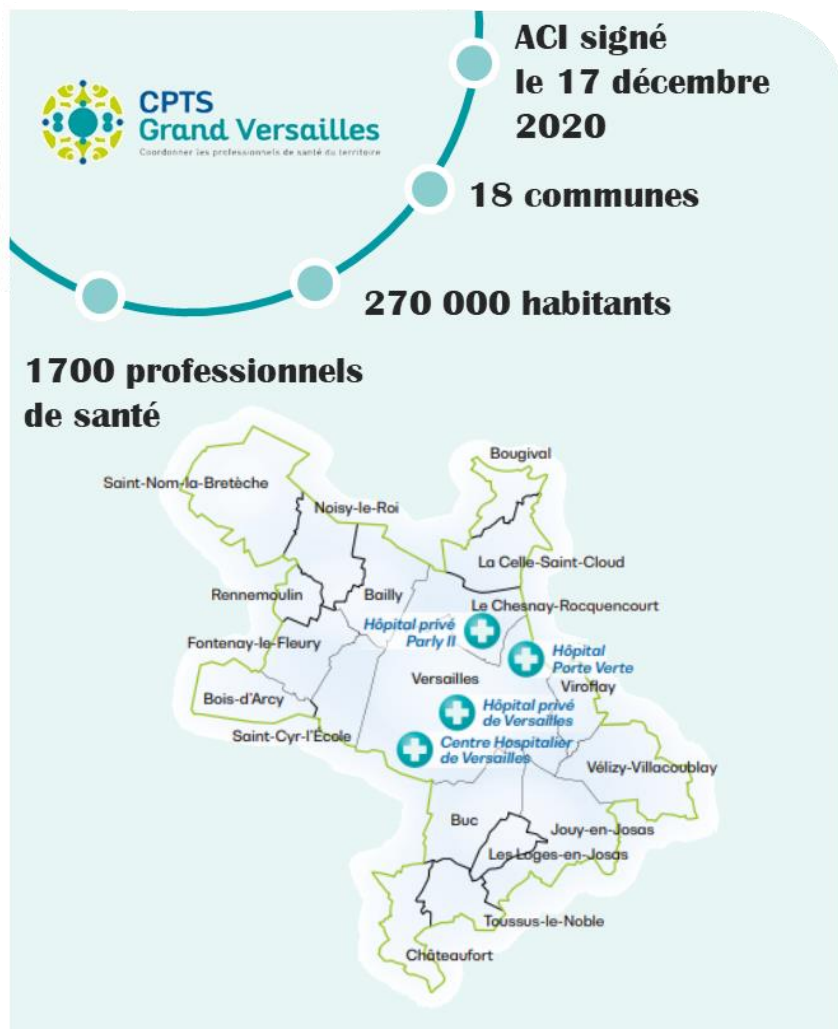 ACI signé
le 17 décembre
2020
CPTS
Grand Versailles
Coordonner les professionnels de santé du territoire
18 communes
270 000 habitants
1700 professionnels
de santé
Bougival
Saint-Nom-la-Bretèche
Noisy-le-Roi
La Celle-Saint-Cloud
Rennemoulin
Bailly
Le Chesnay-Rocquencourt
Hôpital privé
Parly II
Fontenay-le-Fleury
Hôpital
Porte Verte
Versailles
Viroflay
Bois-d'Arcy
Hôpital privé
de Versailles
Saint-Cyr-l'École
Centre Hospitalier
de Versailles
Vélizy-Villacoublay
Buc
Jouy-en-Josas
Les Loges-en-Josas
Toussus-le-Noble
Châteaufort